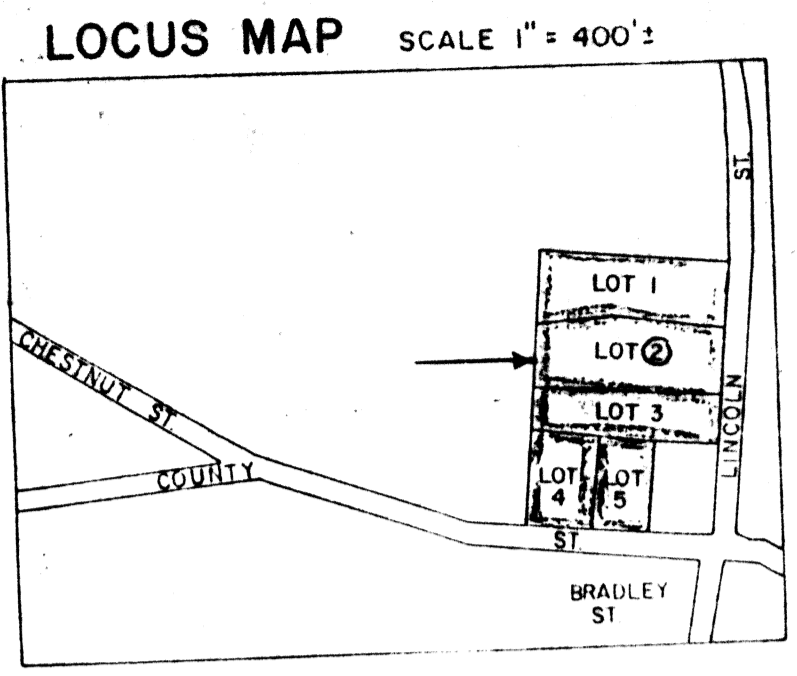 LOCUS MAP SCALE 1" = 400'±
ST.
LOT 1
LOT 2
LOT 3
LINCOLN
CHESTNUT ST.
COUNTY
LOT
4
LOT
5
ST.
BRADLEY
ST.